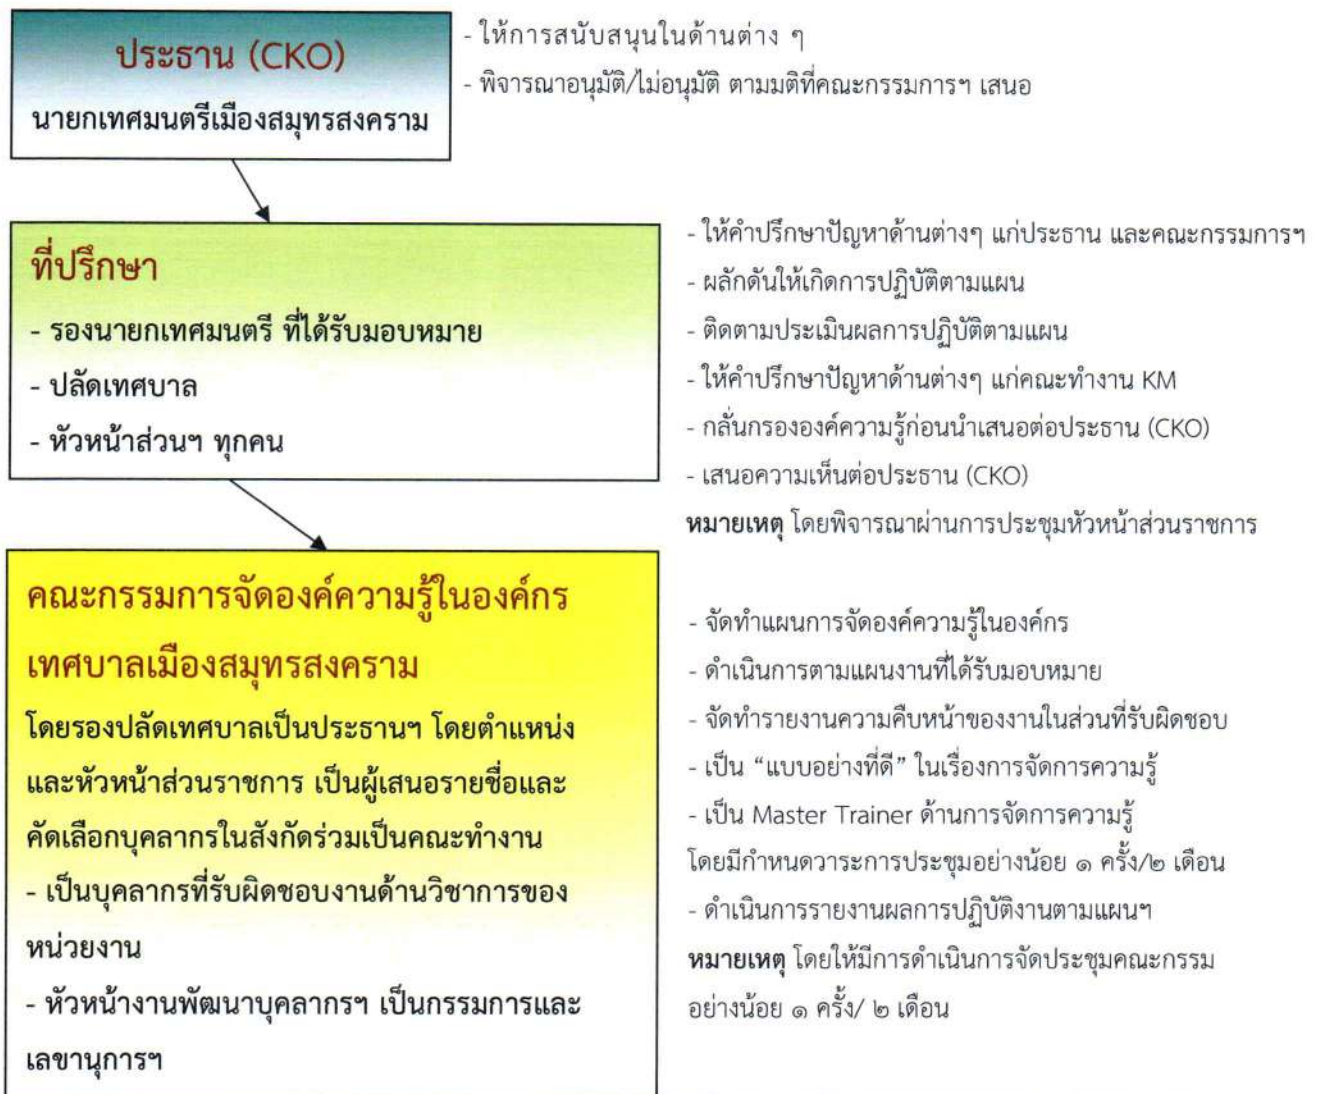 ประธาน (CKO)
นายกเทศมนตรีเมืองสมุทรสงคราม
- ให้การสนับสนุนในด้านต่าง ๆ
- พิจารณาอนุมัติ/ไม่อนุมัติ ตามมติที่คณะกรรมการฯ เสนอ
ที่ปรึกษา
- รองนายกเทศมนตรี ที่ได้รับมอบหมาย
- ปลัดเทศบาล
- หัวหน้าส่วนฯ ทุกคน
- ให้คำปรึกษาปัญหาด้านต่างๆ แก่ประธาน และคณะกรรมการฯ
- ผลักดันให้เกิดการปฏิบัติตามแผน
- ติดตามประเมินผลการปฏิบัติตามแผน
- ให้คำปรึกษาปัญหาด้านต่างๆ แก่คณะทำงาน KM
- กลั่นกรององค์ความรู้ก่อนนำเสนอต่อประธาน (CKO)
- เสนอความเห็นต่อประธาน (CKO)
หมายเหตุ โดยพิจารณาผ่านการประชุมหัวหน้าส่วนราชการ
คณะกรรมการจัดองค์ความรู้ในองค์กร
เทศบาลเมืองสมุทรสงคราม
โดยรองปลัดเทศบาลเป็นประธานฯ โดยตำแหน่ง
และหัวหน้าส่วนราชการ เป็นผู้เสนอรายชื่อและ
คัดเลือกบุคลากรในสังกัดร่วมเป็นคณะทำงาน
- เป็นบุคลากรที่รับผิดชอบงานด้านวิชาการของ
หน่วยงาน
- หัวหน้างานพัฒนาบุคลากรฯ เป็นกรรมการและ
เลขานุการฯ
- จัดทำแผนการจัดองค์ความรู้ในองค์กร
- ดำเนินการตามแผนงานที่ได้รับมอบหมาย
- จัดทำรายงานความคืบหน้าของงานในส่วนที่รับผิดชอบ
- เป็น “แบบอย่างที่ดี” ในเรื่องการจัดการความรู้
- เป็น Master Trainer ด้านการจัดการความรู้
โดยมีกำหนดวาระการประชุมอย่างน้อย ๑ ครั้ง/๒ เดือน
- ดำเนินการรายงานผลการปฏิบัติงานตามแผนฯ
หมายเหตุ โดยให้มีการดำเนินการจัดประชุมคณะกรรม
อย่างน้อย ๑ ครั้ง/ ๒ เดือน